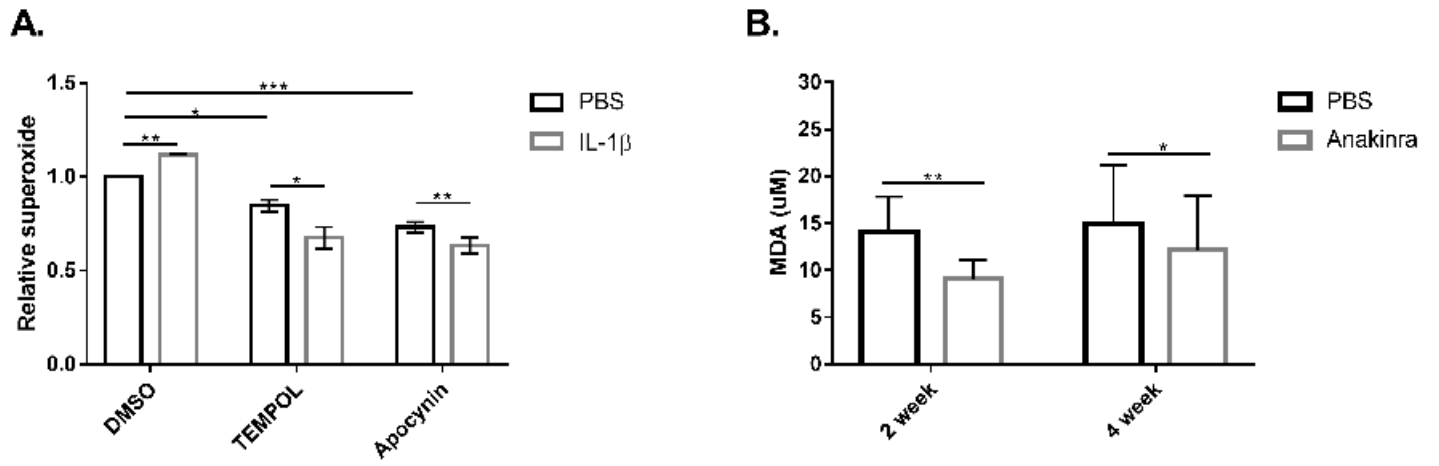 A.
Relative superoxide
1.5
1.0
0.5
0.0
***
*
**
*
**
DMSO
TEMPOL
Apocynin
PBS
IL-1β
B.
MDA (uM)
30
25
20
15
10
5
0
**
*
2 week
4 week
PBS
Anakinra